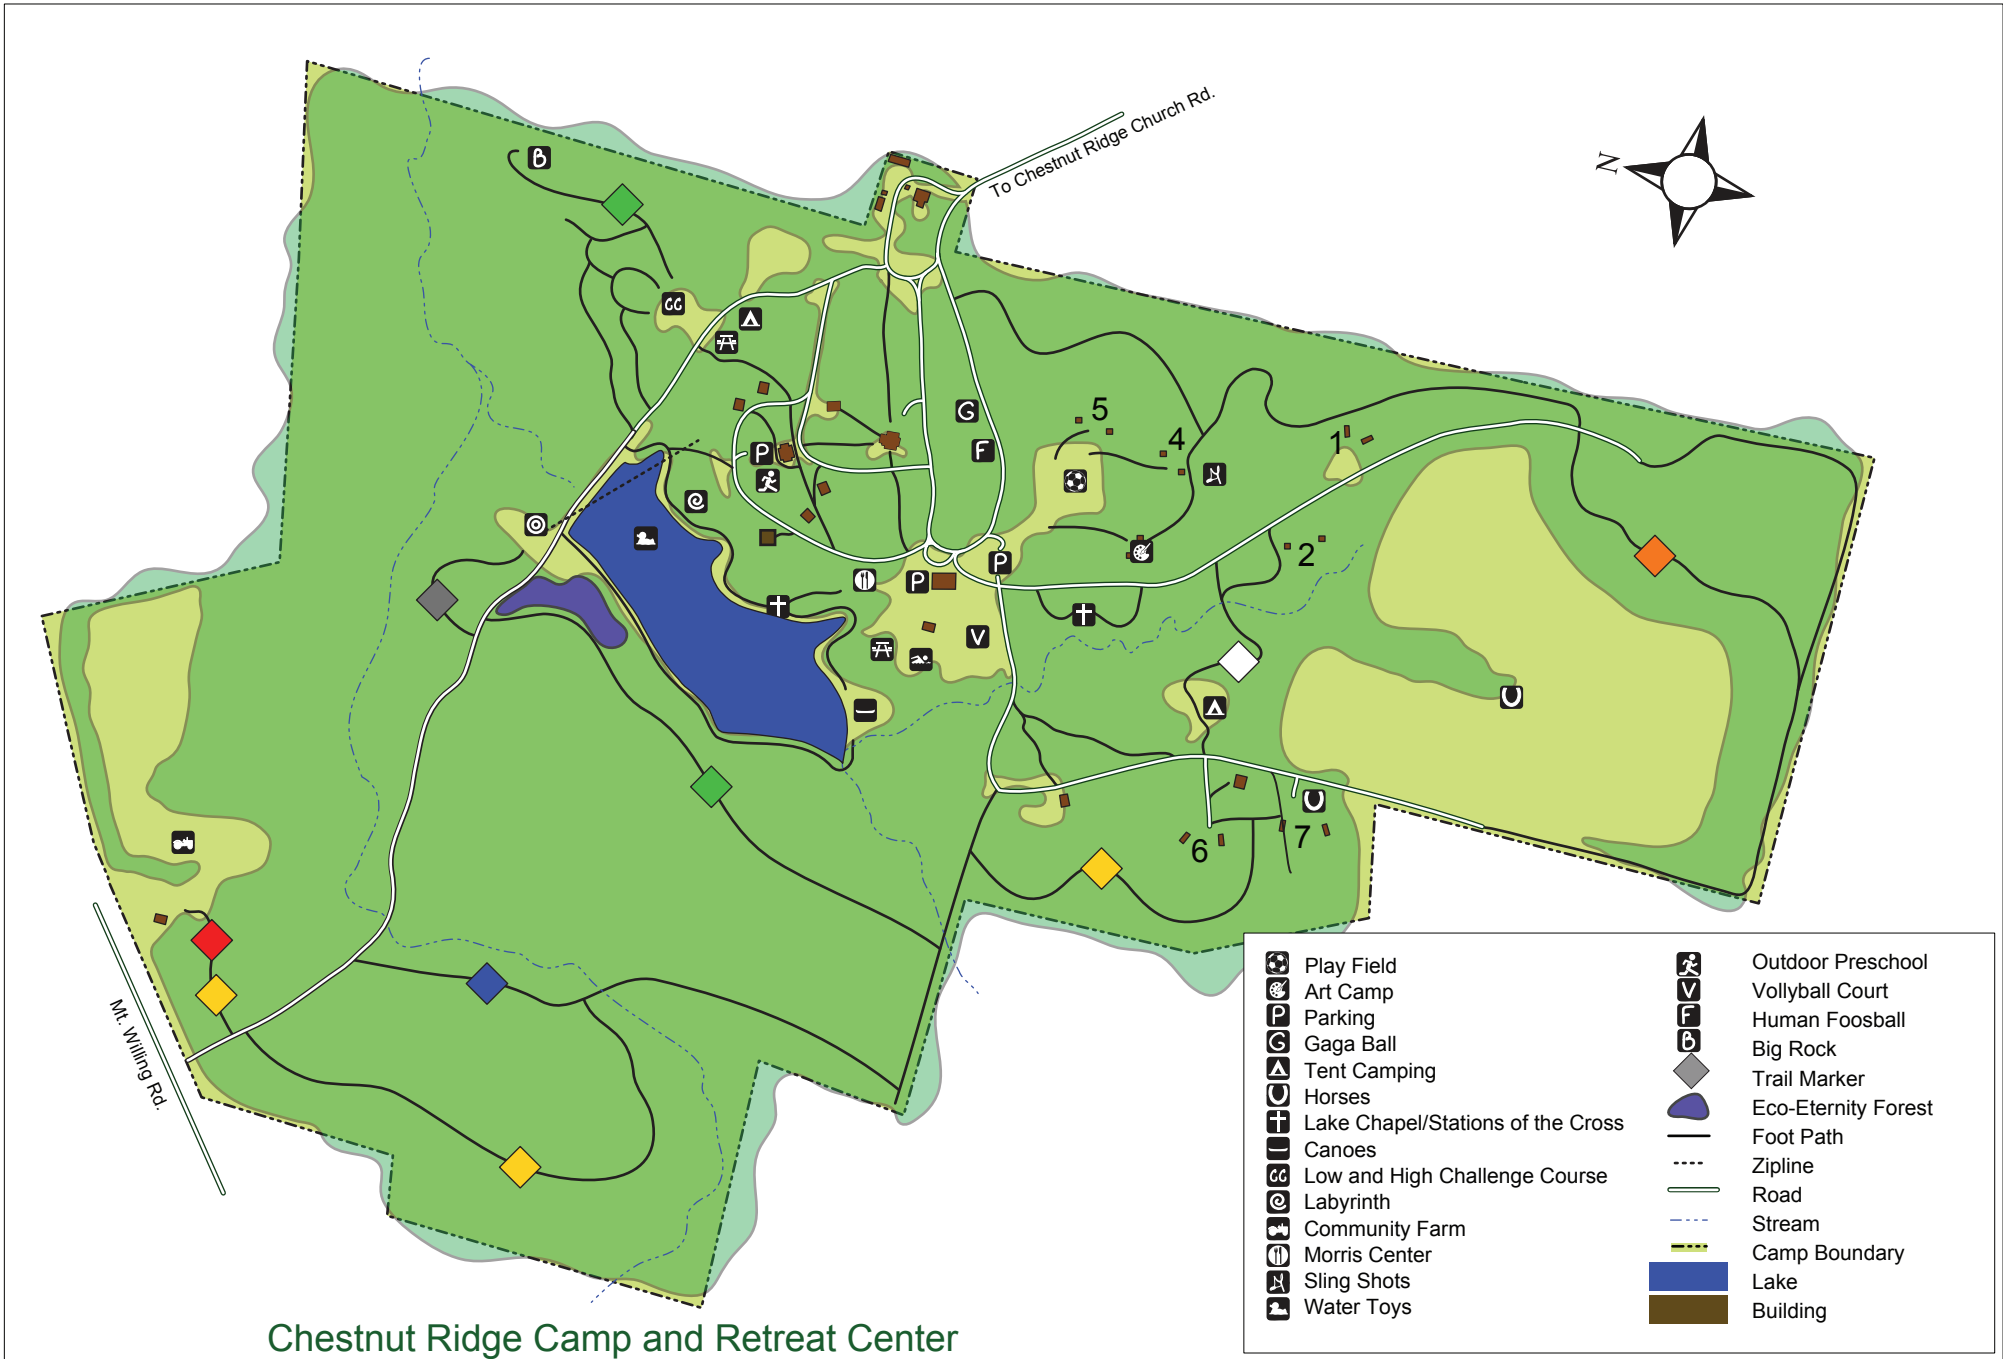 To Chestnut Ridge Church Rd.
N
B
GG
G
5
F
4
1
P
2
P
P
V
6
7
Mt. Willing Rd.
Play Field
Art Camp
P Parking
G Gaga Ball
Tent Camping
Horses
Lake Chapel/Stations of the Cross
Canoes
GG Low and High Challenge Course
Labyrinth
Community Farm
Morris Center
Sling Shots
Water Toys
Outdoor Preschool
V Vollyball Court
F Human Foosball
B Big Rock
Trail Marker
Eco-Eternity Forest
Foot Path
Zipline
Road
Stream
Camp Boundary
Lake
Building
Chestnut Ridge Camp and Retreat Center